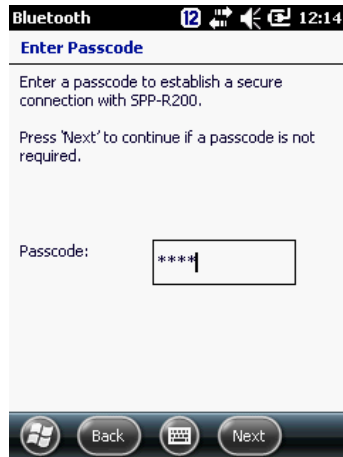 Bluetooth 12 12:14
Enter Passcode
Enter a passcode to establish a secure
connection with SPP-R200.
Press 'Next' to continue if a passcode is not
required.
Passcode: ****
Back Next